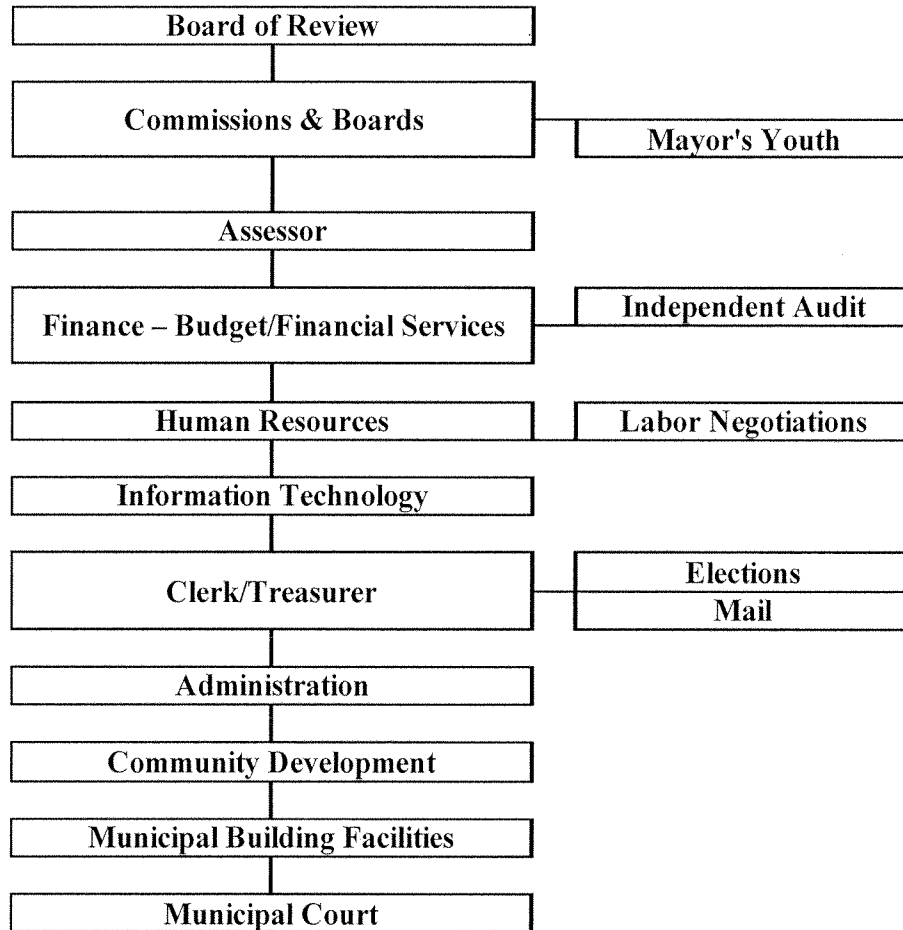 Board of Review
Commissions & Boards
Mayor's Youth
Assessor
Finance – Budget/Financial Services
Independent Audit
Human Resources
Labor Negotiations
Information Technology
Clerk/Treasurer
Elections
Mail
Administration
Community Development
Municipal Building Facilities
Municipal Court